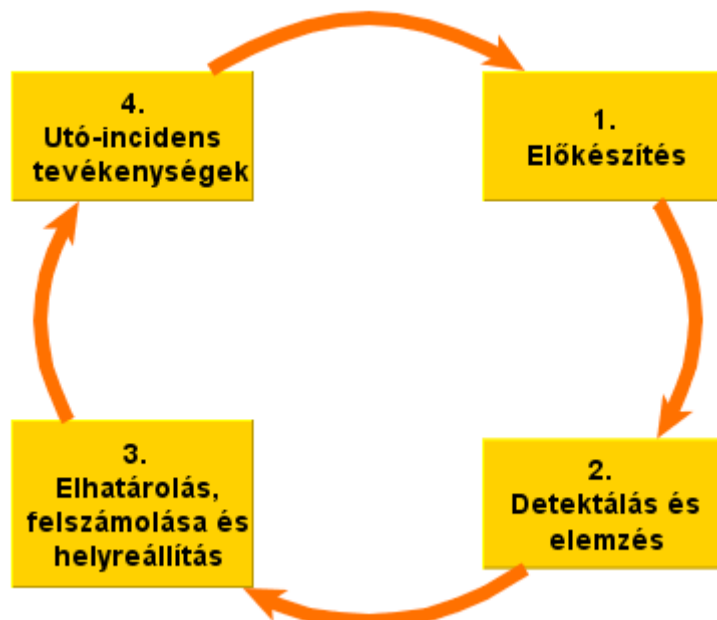 1.
Előkészítés
2.
Detektálás és
elemzés
3.
Elhatárolás,
felszámolása és
helyreállítás
4.
Utó-incidens
tevékenységek